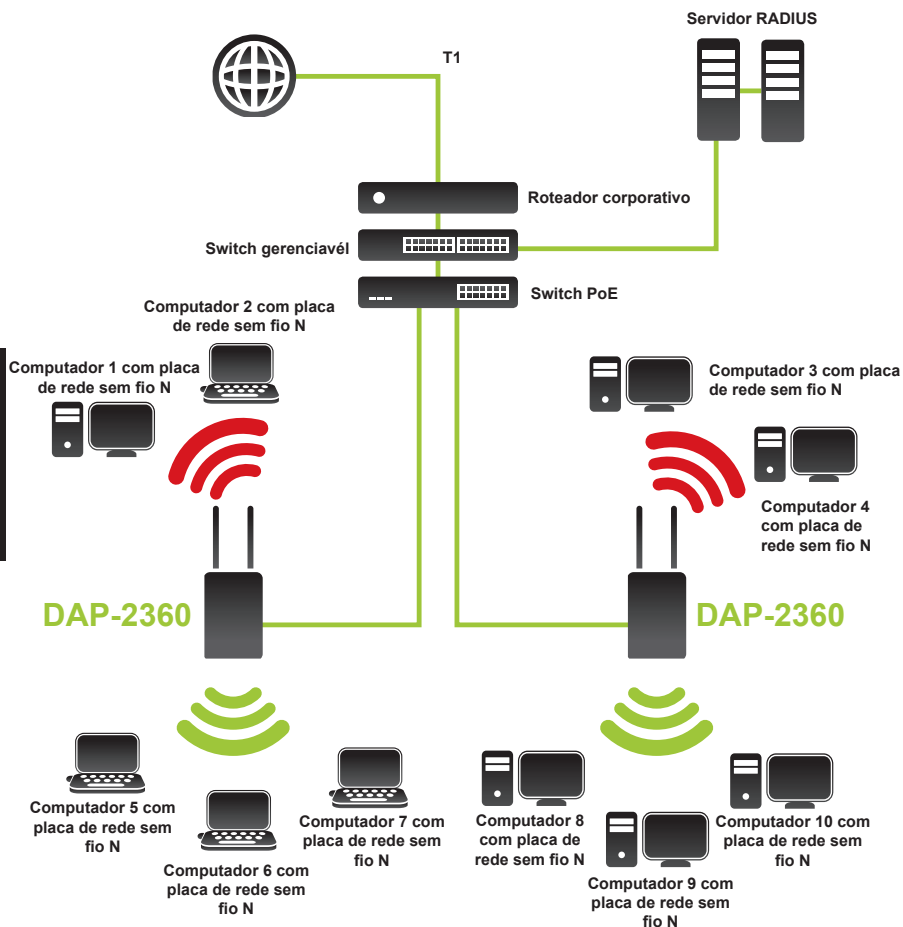 Servidor RADIUS
T1
Roteador corporativo
Switch gerenciavél
Switch PoE
Computador 2 com placa
de rede sem fio N
Computador 1 com placa
de rede sem fio N
Computador 3 com placa
de rede sem fio N
Computador 4
com placa de
rede sem fio N
DAP-2360
DAP-2360
Computador 5 com
placa de rede sem
fio N
Computador 6 com
placa de rede sem
fio N
Computador 7 com
placa de rede sem
fio N
Computador 8
com placa de
rede sem fio N
Computador 9 com
placa de rede sem
fio N
Computador 10 com
placa de rede sem
fio N